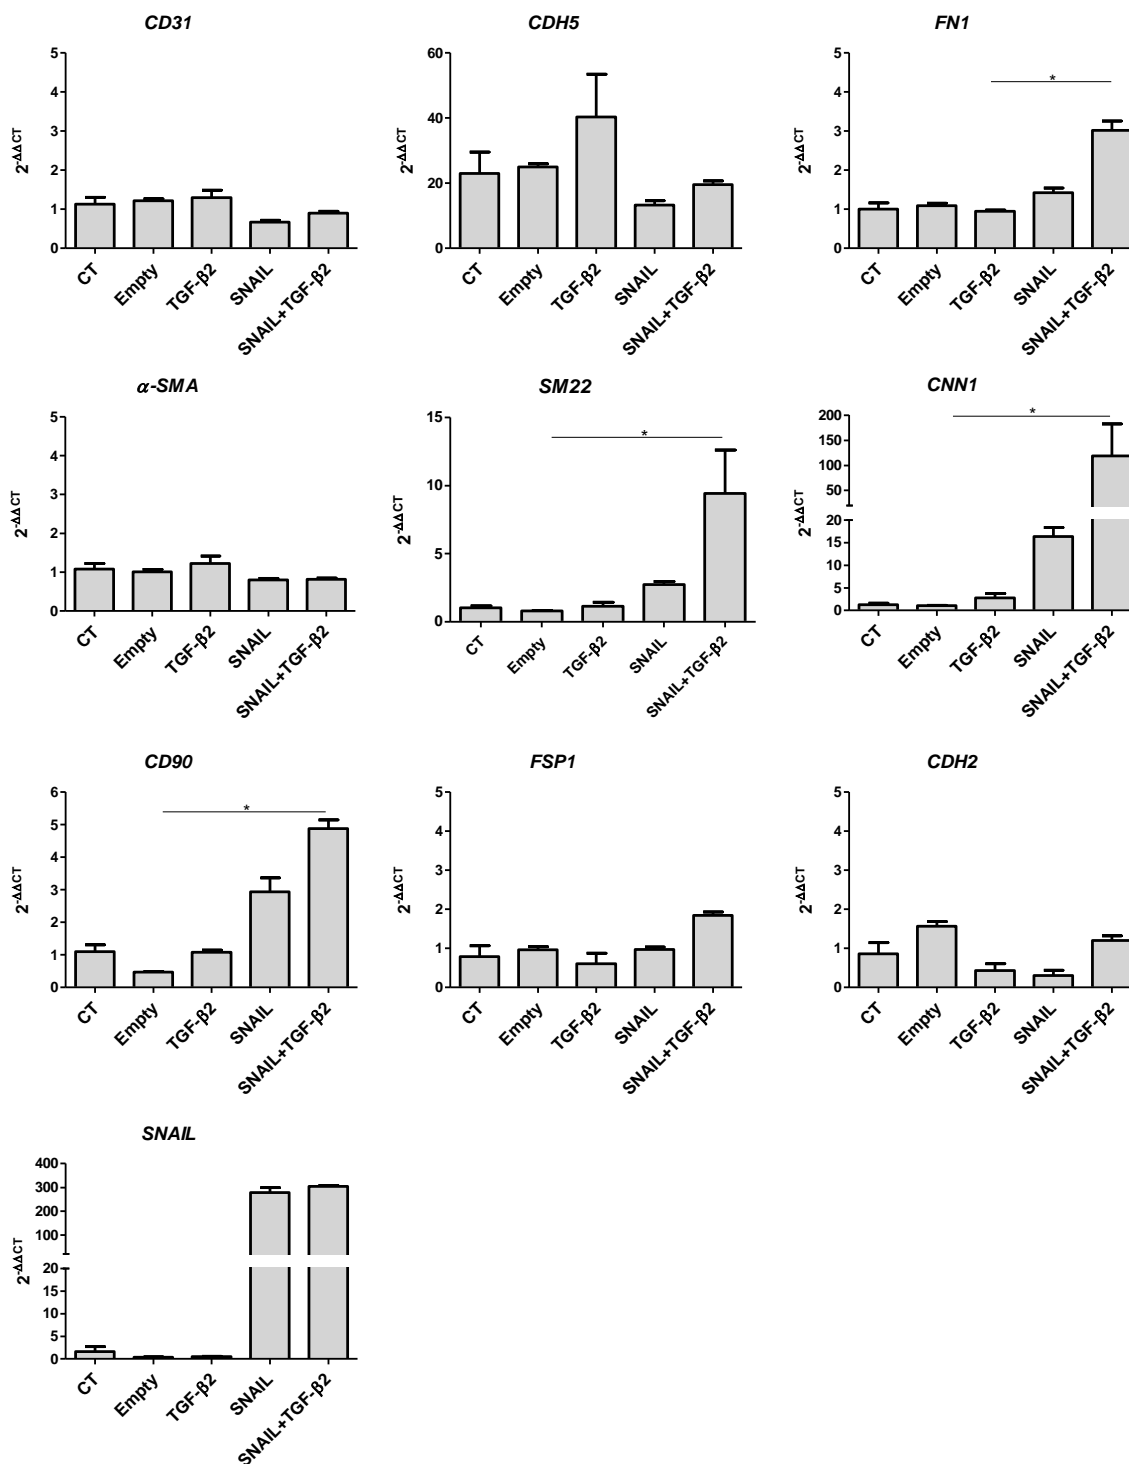 CD31
5
4
3
2
1
0
2-ΔΔCT
CT
Empty
TGF-β2
SNAIL
SNAIL+TGF-β2
CDH5
60
40
20
0
2-ΔΔCT
CT
Empty
TGF-β2
SNAIL
SNAIL+TGF-β2
FN1
5
4
3
2
1
0
2-ΔΔCT
*
CT
Empty
TGF-β2
SNAIL
SNAIL+TGF-β2
α-SMA
5
4
3
2
1
0
2-ΔΔCT
CT
Empty
TGF-β2
SNAIL
SNAIL+TGF-β2
SM22
15
10
5
0
2-ΔΔCT
*
CT
Empty
TGF-β2
SNAIL
SNAIL+TGF-β2
CNN1
200
150
100
50
20
15
10
5
0
2-ΔΔCT
*
CT
Empty
TGF-β2
SNAIL
SNAIL+TGF-β2
CD90
6
5
4
3
2
1
0
2-ΔΔCT
*
CT
Empty
TGF-β2
SNAIL
SNAIL+TGF-β2
FSP1
5
4
3
2
1
0
2-ΔΔCT
CT
Empty
TGF-β2
SNAIL
SNAIL+TGF-β2
CDH2
5
4
3
2
1
0
2-ΔΔCT
CT
Empty
TGF-β2
SNAIL
SNAIL+TGF-β2
SNAIL
400
300
200
100
20
15
10
5
0
2-ΔΔCT
CT
Empty
TGF-β2
SNAIL
SNAIL+TGF-β2